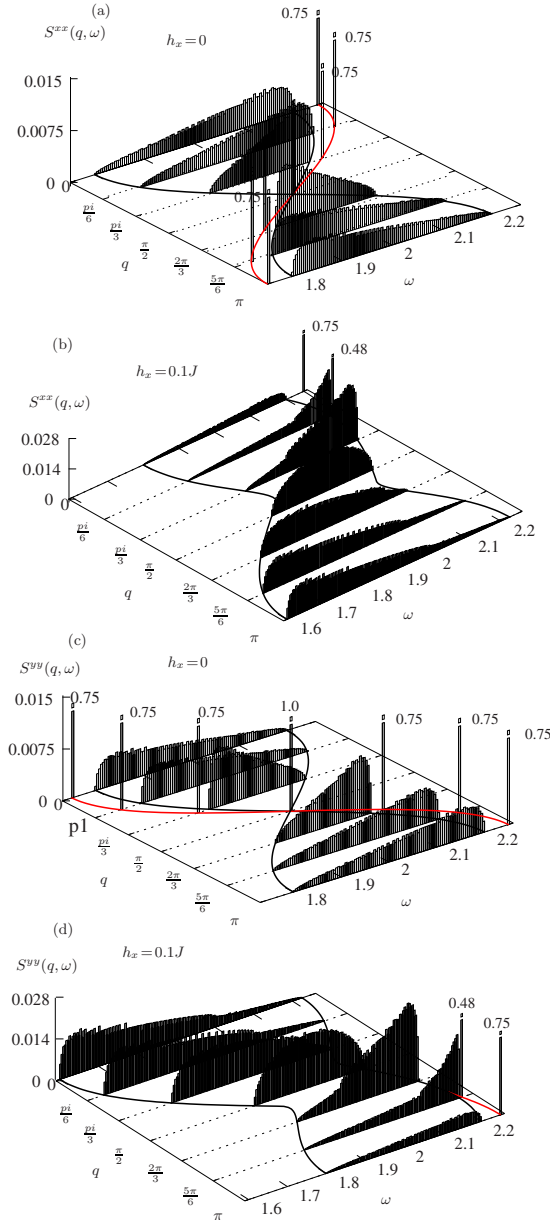 (a)
S^{xx}(q,ω)
h_x=0
0.75
0.75
0.75
0.75
0.015
0.0075
0
0
pi/6
pi/3
π/2
2π/3
5π/6
π
q
1.8
1.9
2
2.1
2.2
ω
(b)
h_x=0.1J
0.75
0.48
S^{xx}(q,ω)
0.028
0.014
0
0
pi/6
pi/3
π/2
2π/3
5π/6
π
q
1.6
1.7
1.8
1.9
2
2.1
2.2
ω
(c)
h_x=0
S^{yy}(q,ω)
0.015
0.75
0.75
0.75
1.0
0.75
0.75
0.75
0.0075
0
0
p1
pi/3
π/2
2π/3
5π/6
π
q
1.8
1.9
2
2.1
2.2
ω
(d)
h_x=0.1J
S^{yy}(q,ω)
0.028
0.48
0.75
0.014
0
0
pi/6
pi/3
π/2
2π/3
5π/6
π
q
1.6
1.7
1.8
1.9
2
2.1
2.2
ω